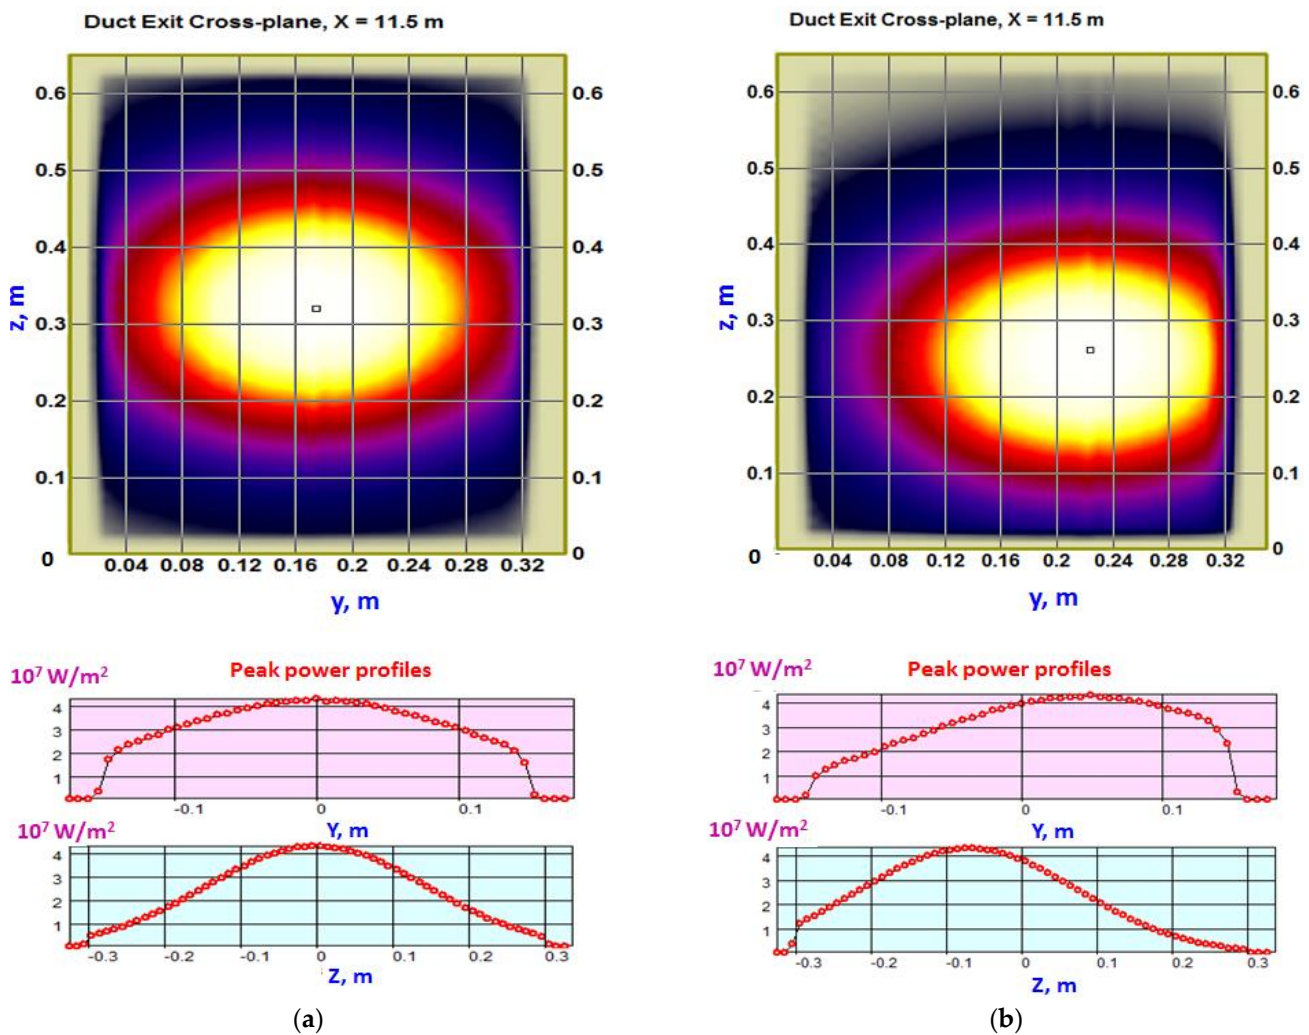 Duct Exit Cross-plane, X = 11.5 m
0.6 0.6
0.5 0.5
0.4 0.4
z, m
0.3 0.3
0.2 0.2
0.1 0.1
0 0
0.04 0.08 0.12 0.16 0.2 0.24 0.28 0.32
y, m
10⁷ W/m²
Peak power profiles
4
3
2
1
-0.1 0 0.1
10⁷ W/m²
Y, m
4
3
2
1
-0.3 -0.2 -0.1 0 0.1 0.2 0.3
Z, m
(a)
Duct Exit Cross-plane, X = 11.5 m
0.6 0.6
0.5 0.5
0.4 0.4
z, m
0.3 0.3
0.2 0.2
0.1 0.1
0 0
0.04 0.08 0.12 0.16 0.2 0.24 0.28 0.32
y, m
10⁷ W/m²
Peak power profiles
4
3
2
1
-0.1 0 0.1
10⁷ W/m²
Y, m
4
3
2
1
-0.3 -0.2 -0.1 0 0.1 0.2 0.3
Z, m
(b)